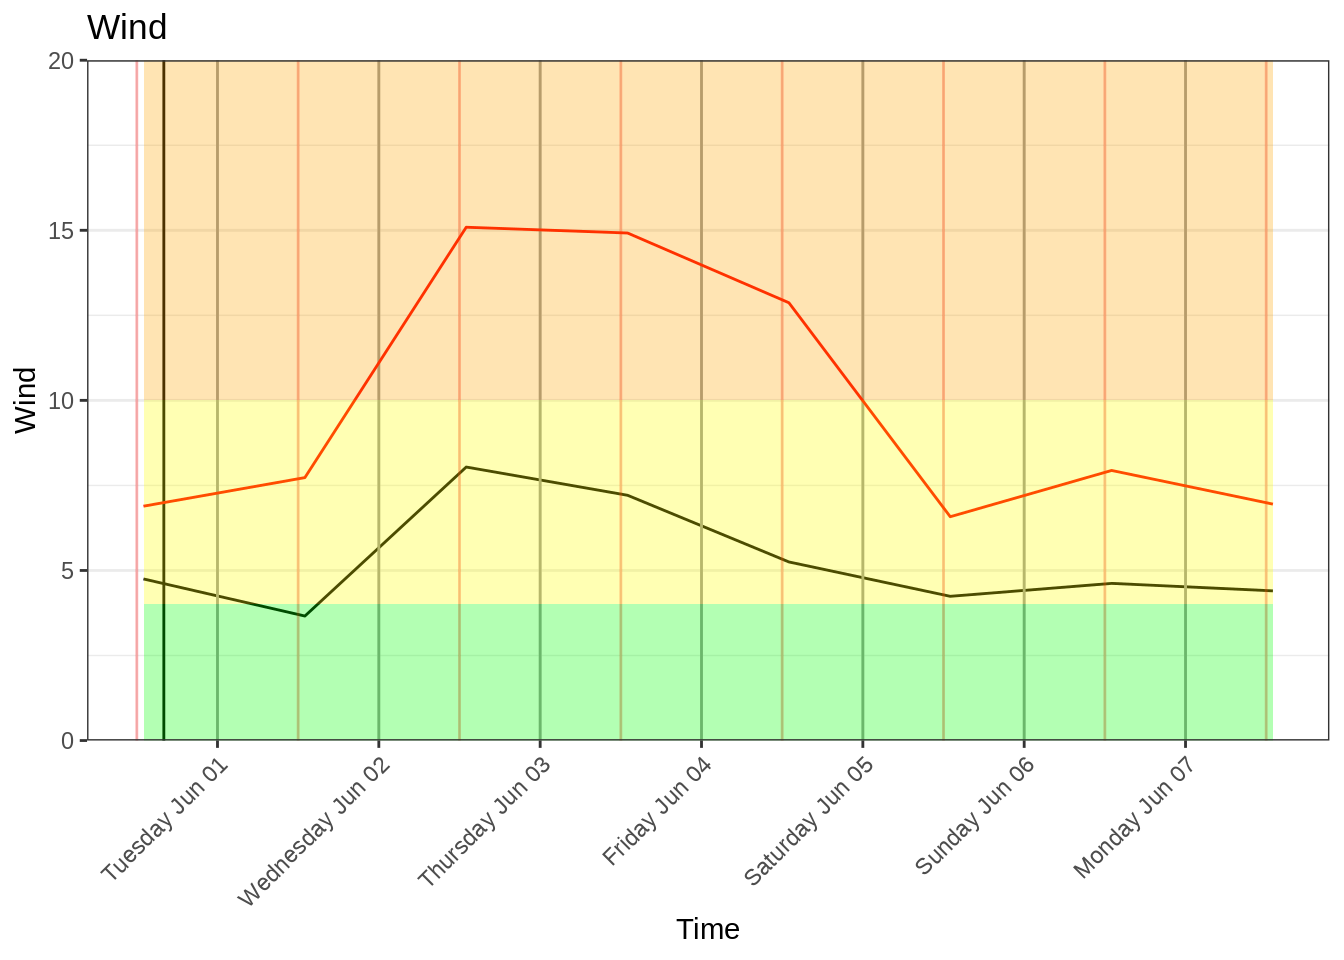 Wind
20
15
10
5
0
Wind
Tuesday Jun 01
Wednesday Jun 02
Thursday Jun 03
Friday Jun 04
Saturday Jun 05
Sunday Jun 06
Monday Jun 07
Time